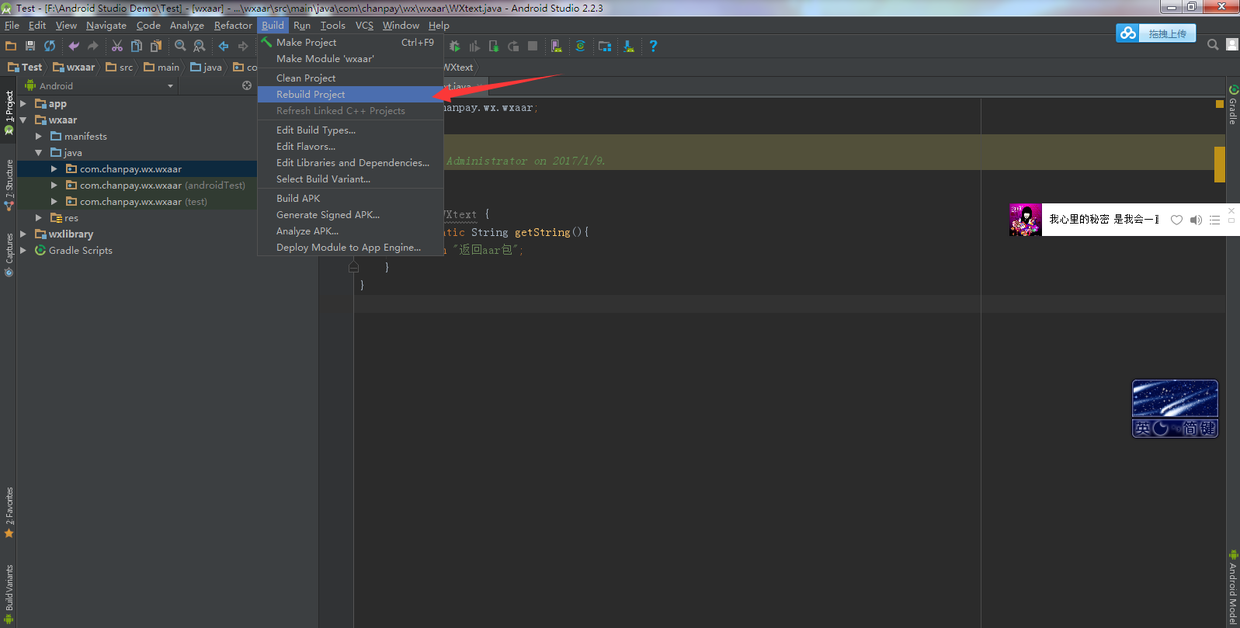 Test - [F:\Android Studio Demo\Test] - [wxaar] - ...\wxaar\src\main\java\com\chanpay\wx\wxaar\WXtext.java - Android Studio 2.2.3
File Edit View Navigate Code Analyze Refactor Build Run Tools VCS Window Help
拖拽上传
Test wxaar src main java co
WXtext
Android
Make Project Ctrl+F9
Make Module 'wxaar'
Clean Project
Rebuild Project
Refresh Linked C++ Projects
Edit Build Types...
Edit Flavors...
Edit Libraries and Dependencies...
Select Build Variant...
Build APK
Generate Signed APK...
Analyze APK...
Deploy Module to App Engine...
app
wxaar
manifests
java
com.chanpay.wx.wxaar
com.chanpay.wx.wxaar (androidTest)
com.chanpay.wx.wxaar (test)
res
wxlibrary
Gradle Scripts
hanpay.wx.wxaar;
Administrator on 2017/1/9.
WXtext {
tic String getString(){
"返回aar包";
}
}
1: Project
7: Structure
Captures
2: Favorites
Build Variants
Gradle
Android Model
我心里的秘密 是我会一直
英 简 键